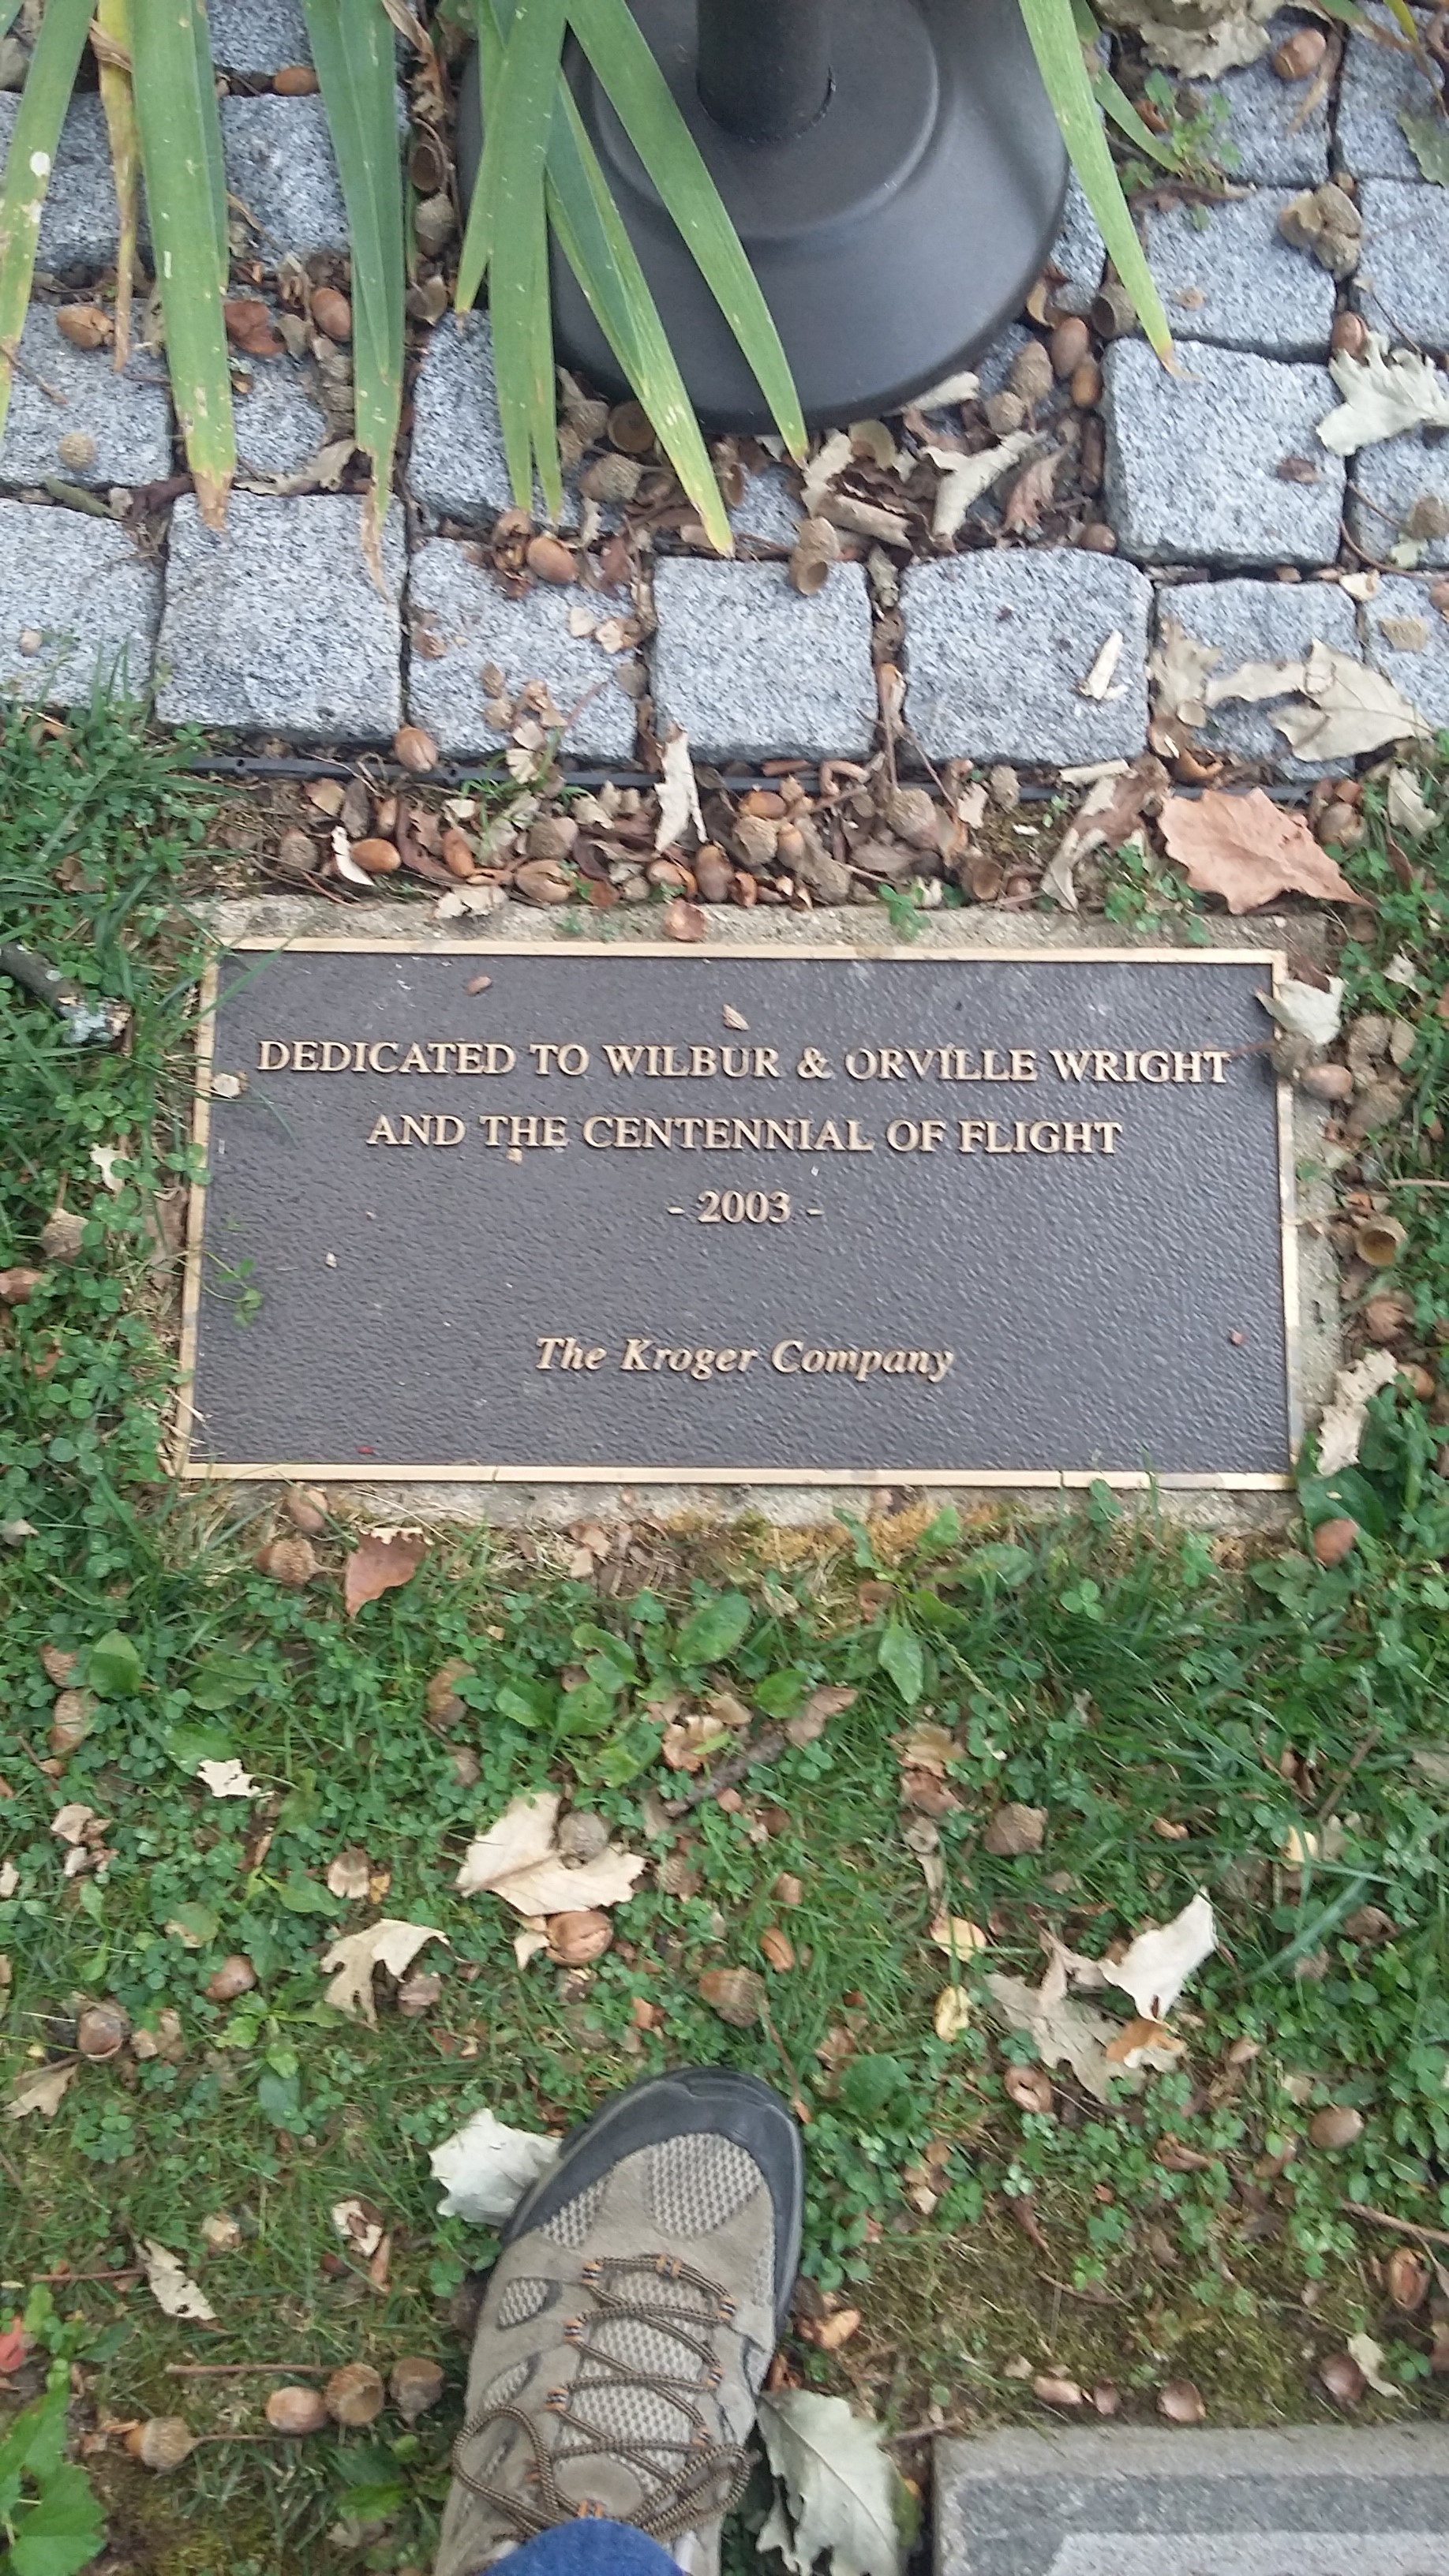 DEDICATED TO WILBUR & ORVILLE WRIGHT
AND THE CENTENNIAL OF FLIGHT
- 2003 -
The Kroger Company